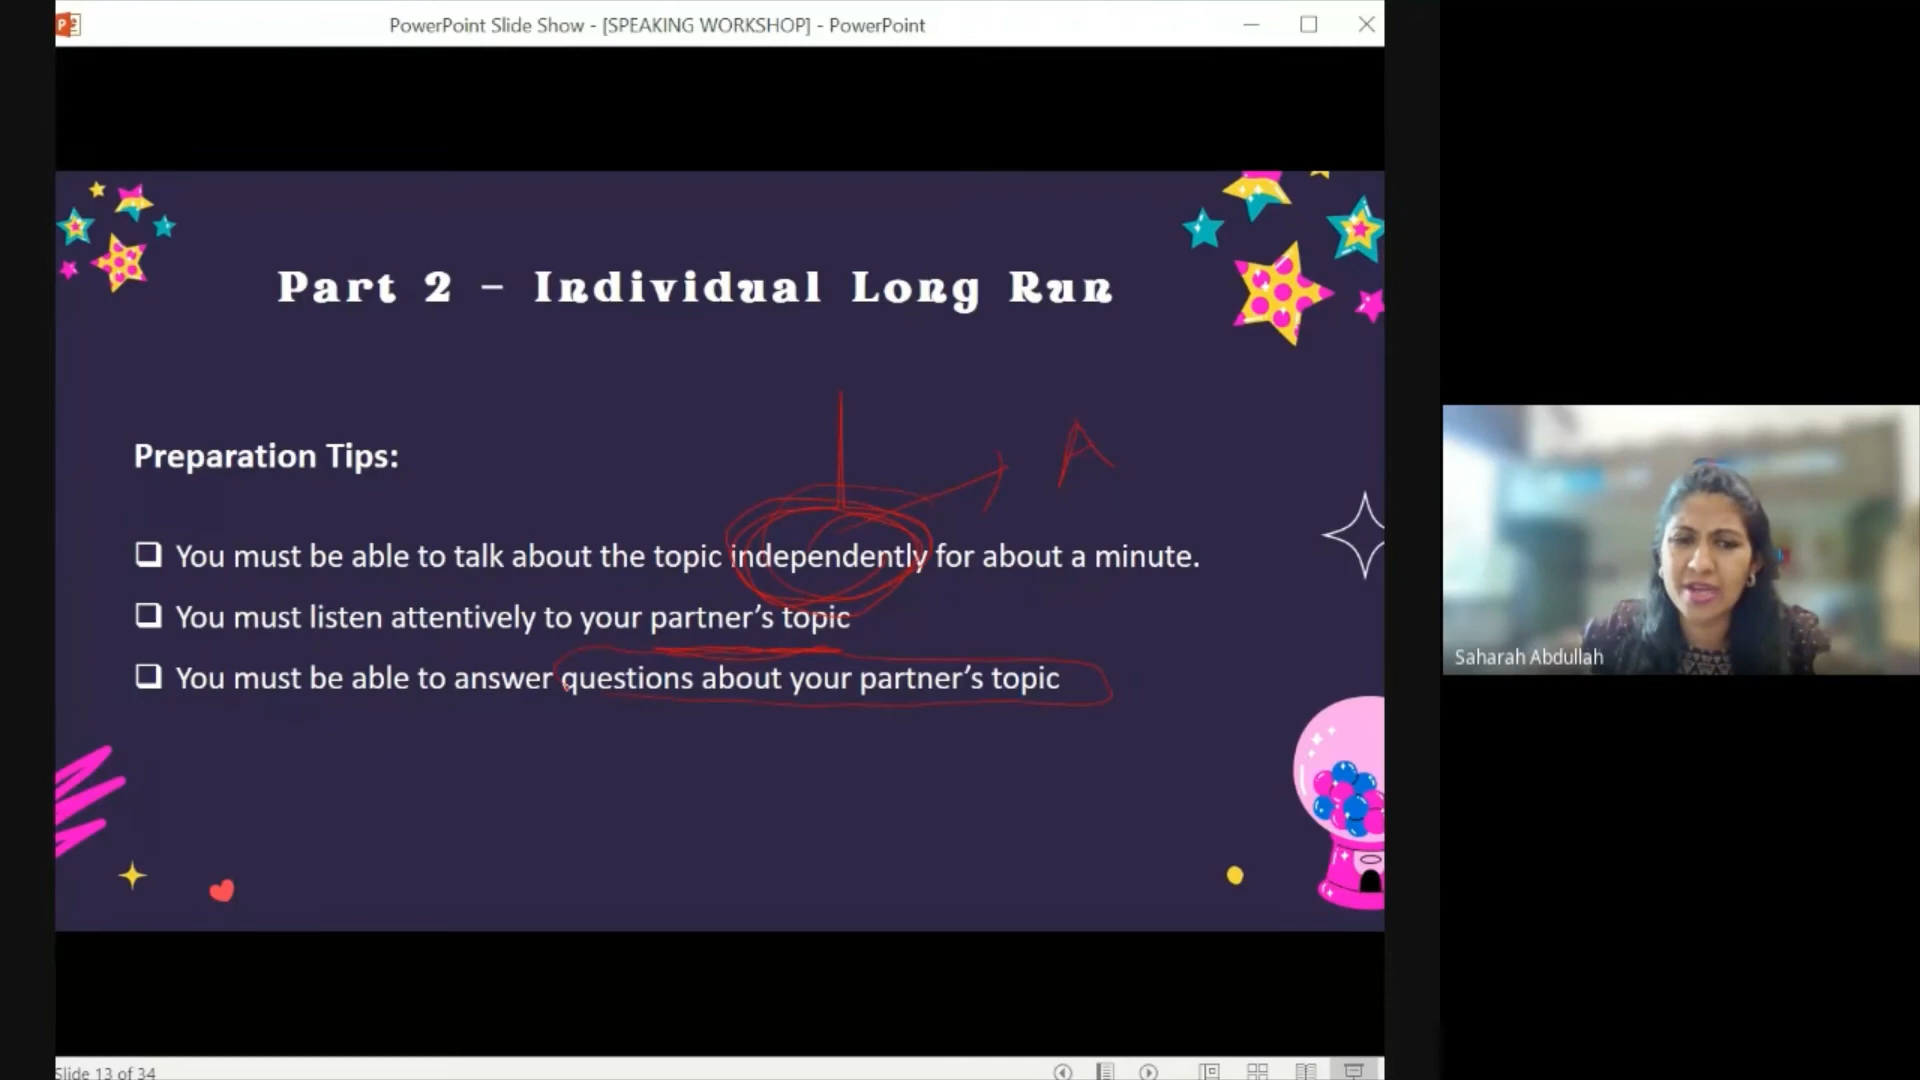 PowerPoint Slide Show - [SPEAKING WORKSHOP] - PowerPoint
Part 2 - Individual Long Run
A
Preparation Tips:
You must be able to talk about the topic independently for about a minute.
You must listen attentively to your partner's topic
You must be able to answer questions about your partner's topic
Saharah Abdullah
Slide 13 of 34